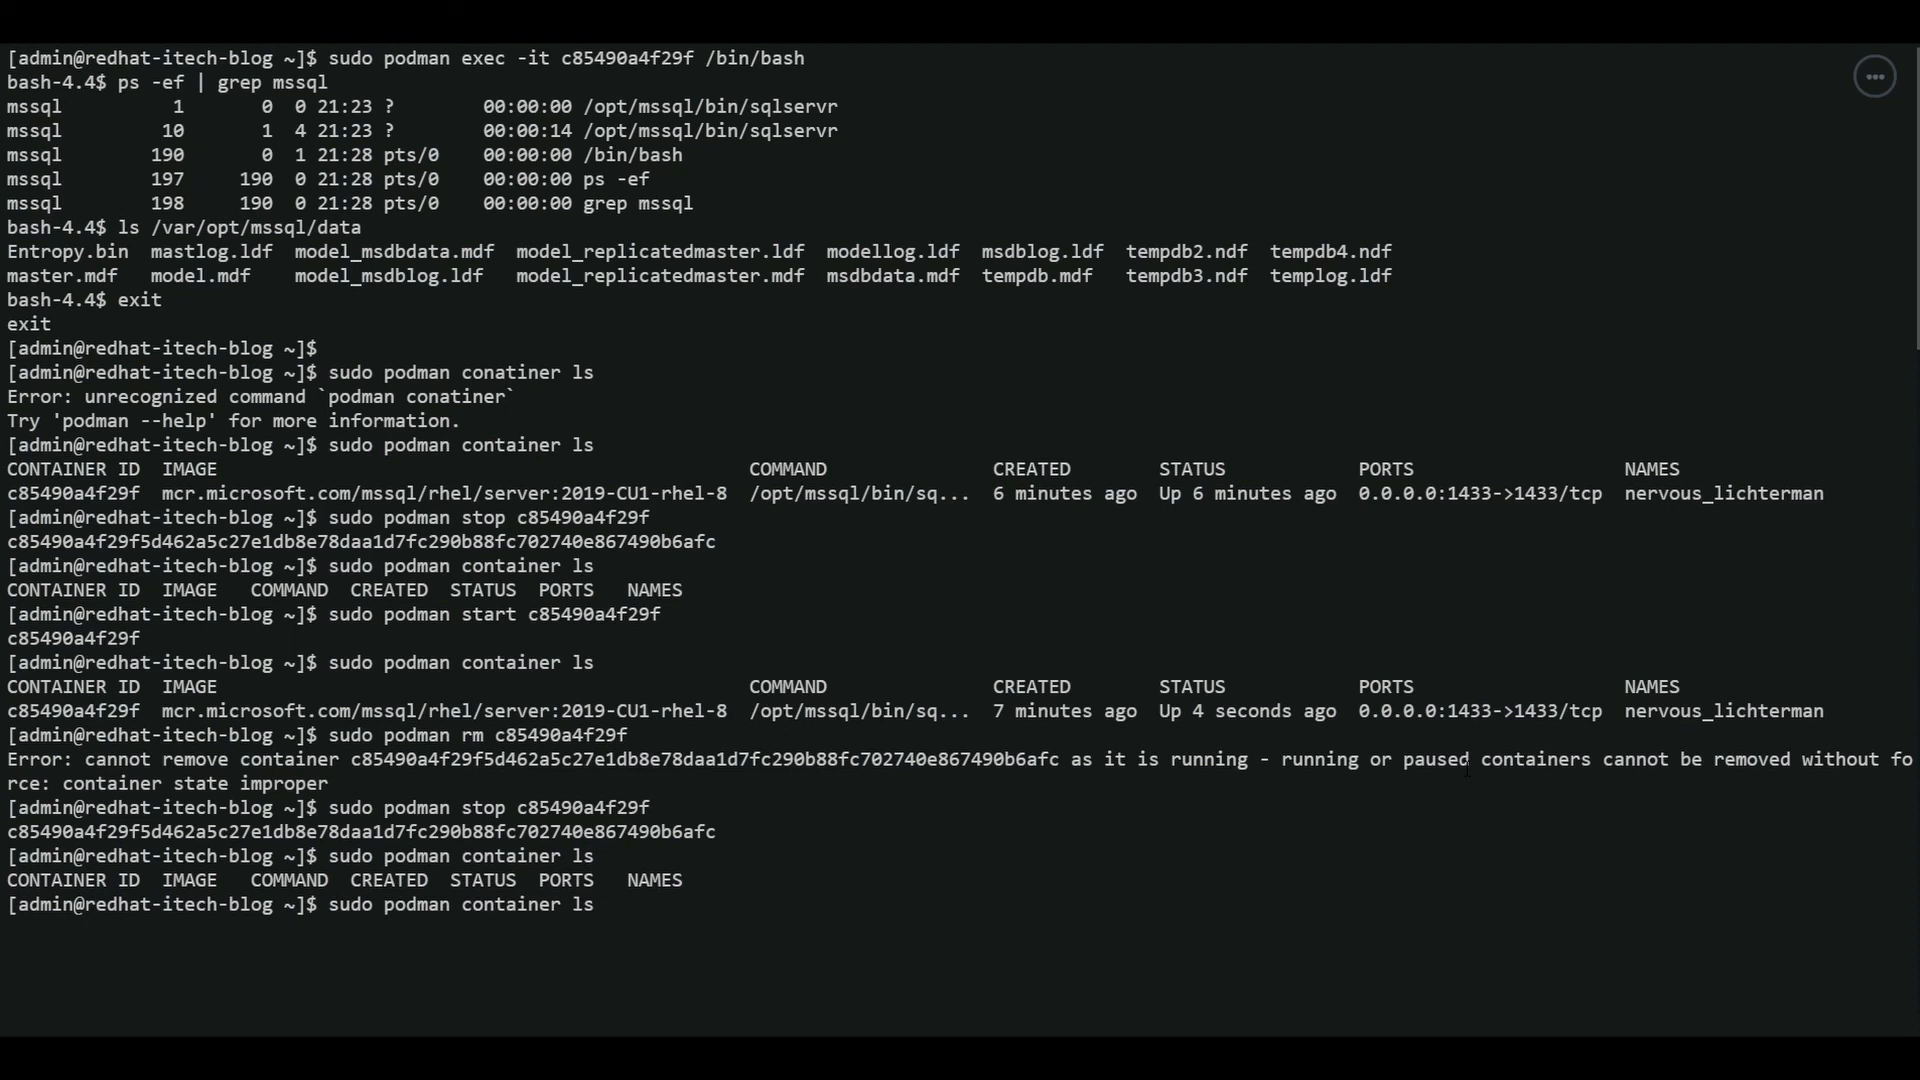 [admin@redhat-itech-blog ~]$ sudo podman exec -it c85490a4f29f /bin/bash
bash-4.4$ ps -ef | grep mssql
mssql          1       0  0 21:23 ?        00:00:00 /opt/mssql/bin/sqlservr
mssql         10       1  4 21:23 ?        00:00:14 /opt/mssql/bin/sqlservr
mssql        190       0  1 21:28 pts/0    00:00:00 /bin/bash
mssql        197     190  0 21:28 pts/0    00:00:00 ps -ef
mssql        198     190  0 21:28 pts/0    00:00:00 grep mssql
bash-4.4$ ls /var/opt/mssql/data
Entropy.bin  mastlog.ldf  model_msdbdata.mdf  model_replicatedmaster.ldf  modellog.ldf  msdblog.ldf  tempdb2.ndf  tempdb4.ndf
master.mdf  model.mdf    model_msdblog.ldf   model_replicatedmaster.mdf  msdbdata.mdf  tempdb.mdf   tempdb3.ndf  templog.ldf
bash-4.4$ exit
exit
[admin@redhat-itech-blog ~]$
[admin@redhat-itech-blog ~]$ sudo podman conatiner ls
Error: unrecognized command `podman conatiner`
Try 'podman --help' for more information.
[admin@redhat-itech-blog ~]$ sudo podman container ls
CONTAINER ID  IMAGE                                                COMMAND               CREATED        STATUS            PORTS                   NAMES
c85490a4f29f  mcr.microsoft.com/mssql/rhel/server:2019-CU1-rhel-8  /opt/mssql/bin/sq...  6 minutes ago  Up 6 minutes ago  0.0.0.0:1433->1433/tcp  nervous_lichterman
[admin@redhat-itech-blog ~]$ sudo podman stop c85490a4f29f
c85490a4f29f5d462a5c27e1db8e78daa1d7fc290b88fc702740e867490b6afc
[admin@redhat-itech-blog ~]$ sudo podman container ls
CONTAINER ID  IMAGE   COMMAND  CREATED  STATUS  PORTS   NAMES
[admin@redhat-itech-blog ~]$ sudo podman start c85490a4f29f
c85490a4f29f
[admin@redhat-itech-blog ~]$ sudo podman container ls
CONTAINER ID  IMAGE                                                COMMAND               CREATED        STATUS            PORTS                   NAMES
c85490a4f29f  mcr.microsoft.com/mssql/rhel/server:2019-CU1-rhel-8  /opt/mssql/bin/sq...  7 minutes ago  Up 4 seconds ago  0.0.0.0:1433->1433/tcp  nervous_lichterman
[admin@redhat-itech-blog ~]$ sudo podman rm c85490a4f29f
Error: cannot remove container c85490a4f29f5d462a5c27e1db8e78daa1d7fc290b88fc702740e867490b6afc as it is running - running or paused containers cannot be removed without fo
rce: container state improper
[admin@redhat-itech-blog ~]$ sudo podman stop c85490a4f29f
c85490a4f29f5d462a5c27e1db8e78daa1d7fc290b88fc702740e867490b6afc
[admin@redhat-itech-blog ~]$ sudo podman container ls
CONTAINER ID  IMAGE   COMMAND  CREATED  STATUS  PORTS   NAMES
[admin@redhat-itech-blog ~]$ sudo podman container ls